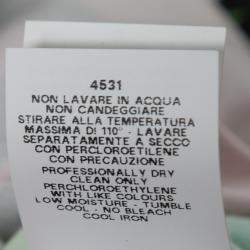 4531
NON LAVARE IN ACQUA
NON CANDEGGIARE
STIRARE ALLA TEMPERATURA
MASSIMA DI 110° - LAVARE
SEPARATAMENTE A SECCO
CON PERCLOROETILENE
CON PRECAUZIONE
PROFESSIONALLY DRY
CLEAN ONLY
PERCHLOROETHYLENE
WITH LIKE COLOURS
LOW MOISTURE - TUMBLE
COOL - NO BLEACH
COOL IRON